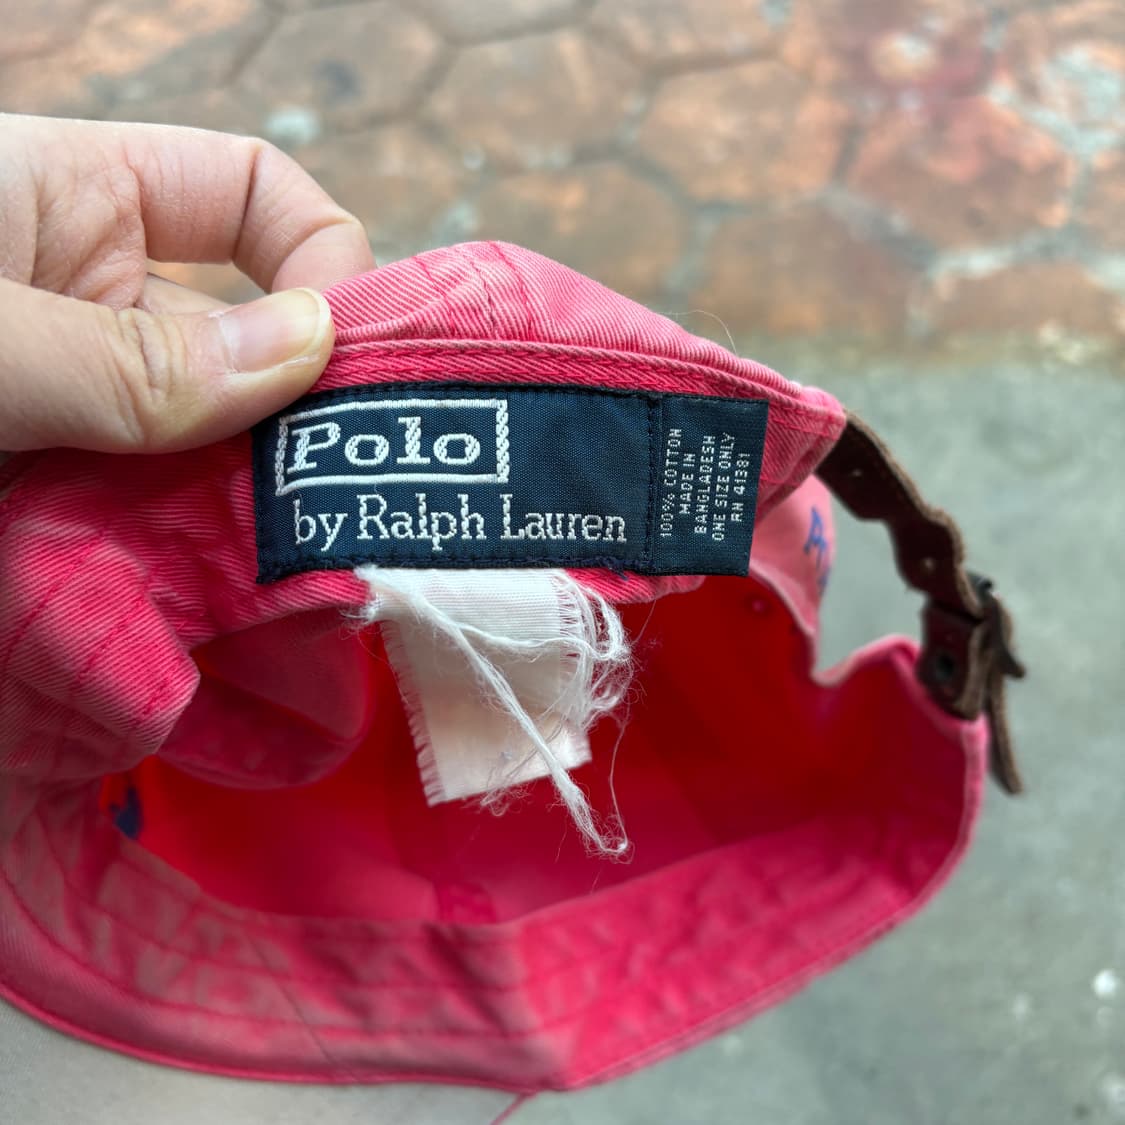 Polo
by Ralph Lauren
100% COTTON
MADE IN
BANGLADESH
ONE SIZE ONLY
RN 41381